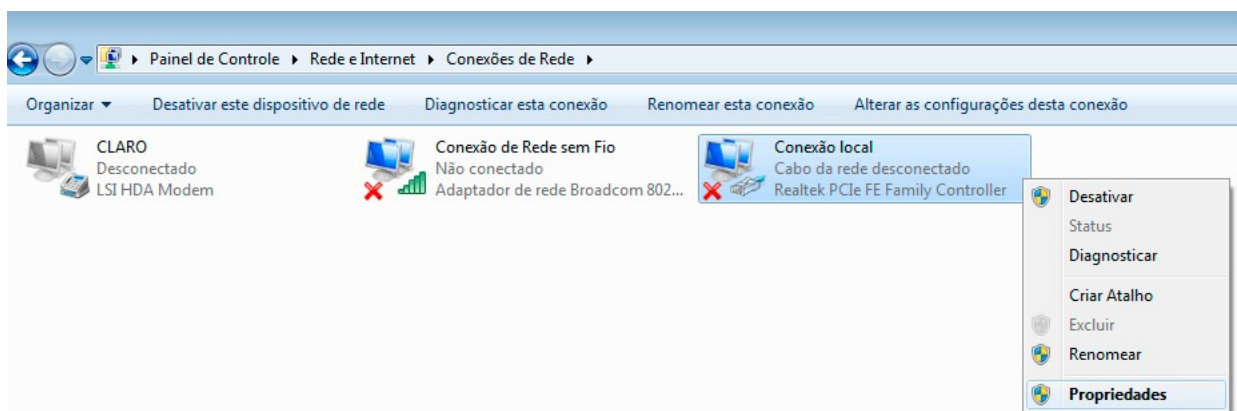 Painel de Controle Rede e Internet Conexões de Rede
Organizar Desativar este dispositivo de rede Diagnosticar esta conexão Renomear esta conexão Alterar as configurações desta conexão
CLARO
Desconectado
LSI HDA Modem
Conexão de Rede sem Fio
Não conectado
Adaptador de rede Broadcom 802...
Conexão local
Cabo da rede desconectado
Realtek PCIe FE Family Controller
Desativar
Status
Diagnosticar
Criar Atalho
Excluir
Renomear
Propriedades